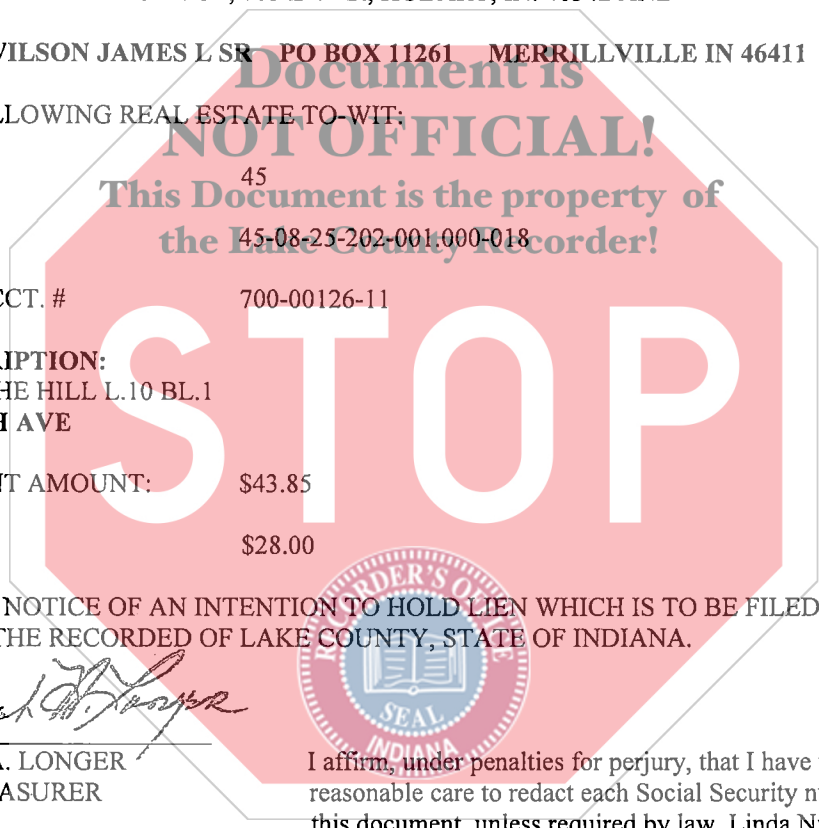 WILSON JAMES L SR PO BOX 11261 MERRILLVILLE IN 46411
Document is
LLOWING REAL ESTATE TO-WIT:
NOT OFFICIAL!
45
This Document is the property of
45-08-25-202-001.000-018
the Lake County Recorder!
CCT. # 700-00126-11
STOP
RIPTION:
HE HILL L.10 BL.1
H AVE
NT AMOUNT: $43.85
$28.00
NOTICE OF AN INTENTION TO HOLD LIEN WHICH IS TO BE FILED
THE RECORDED OF LAKE COUNTY, STATE OF INDIANA.
RECORDER'S OFFICE
SEAL
INDIANA
A. LONGER
ASURER
I affirm, under penalties for perjury, that I have
reasonable care to redact each Social Security
this document, unless required by law. Linda